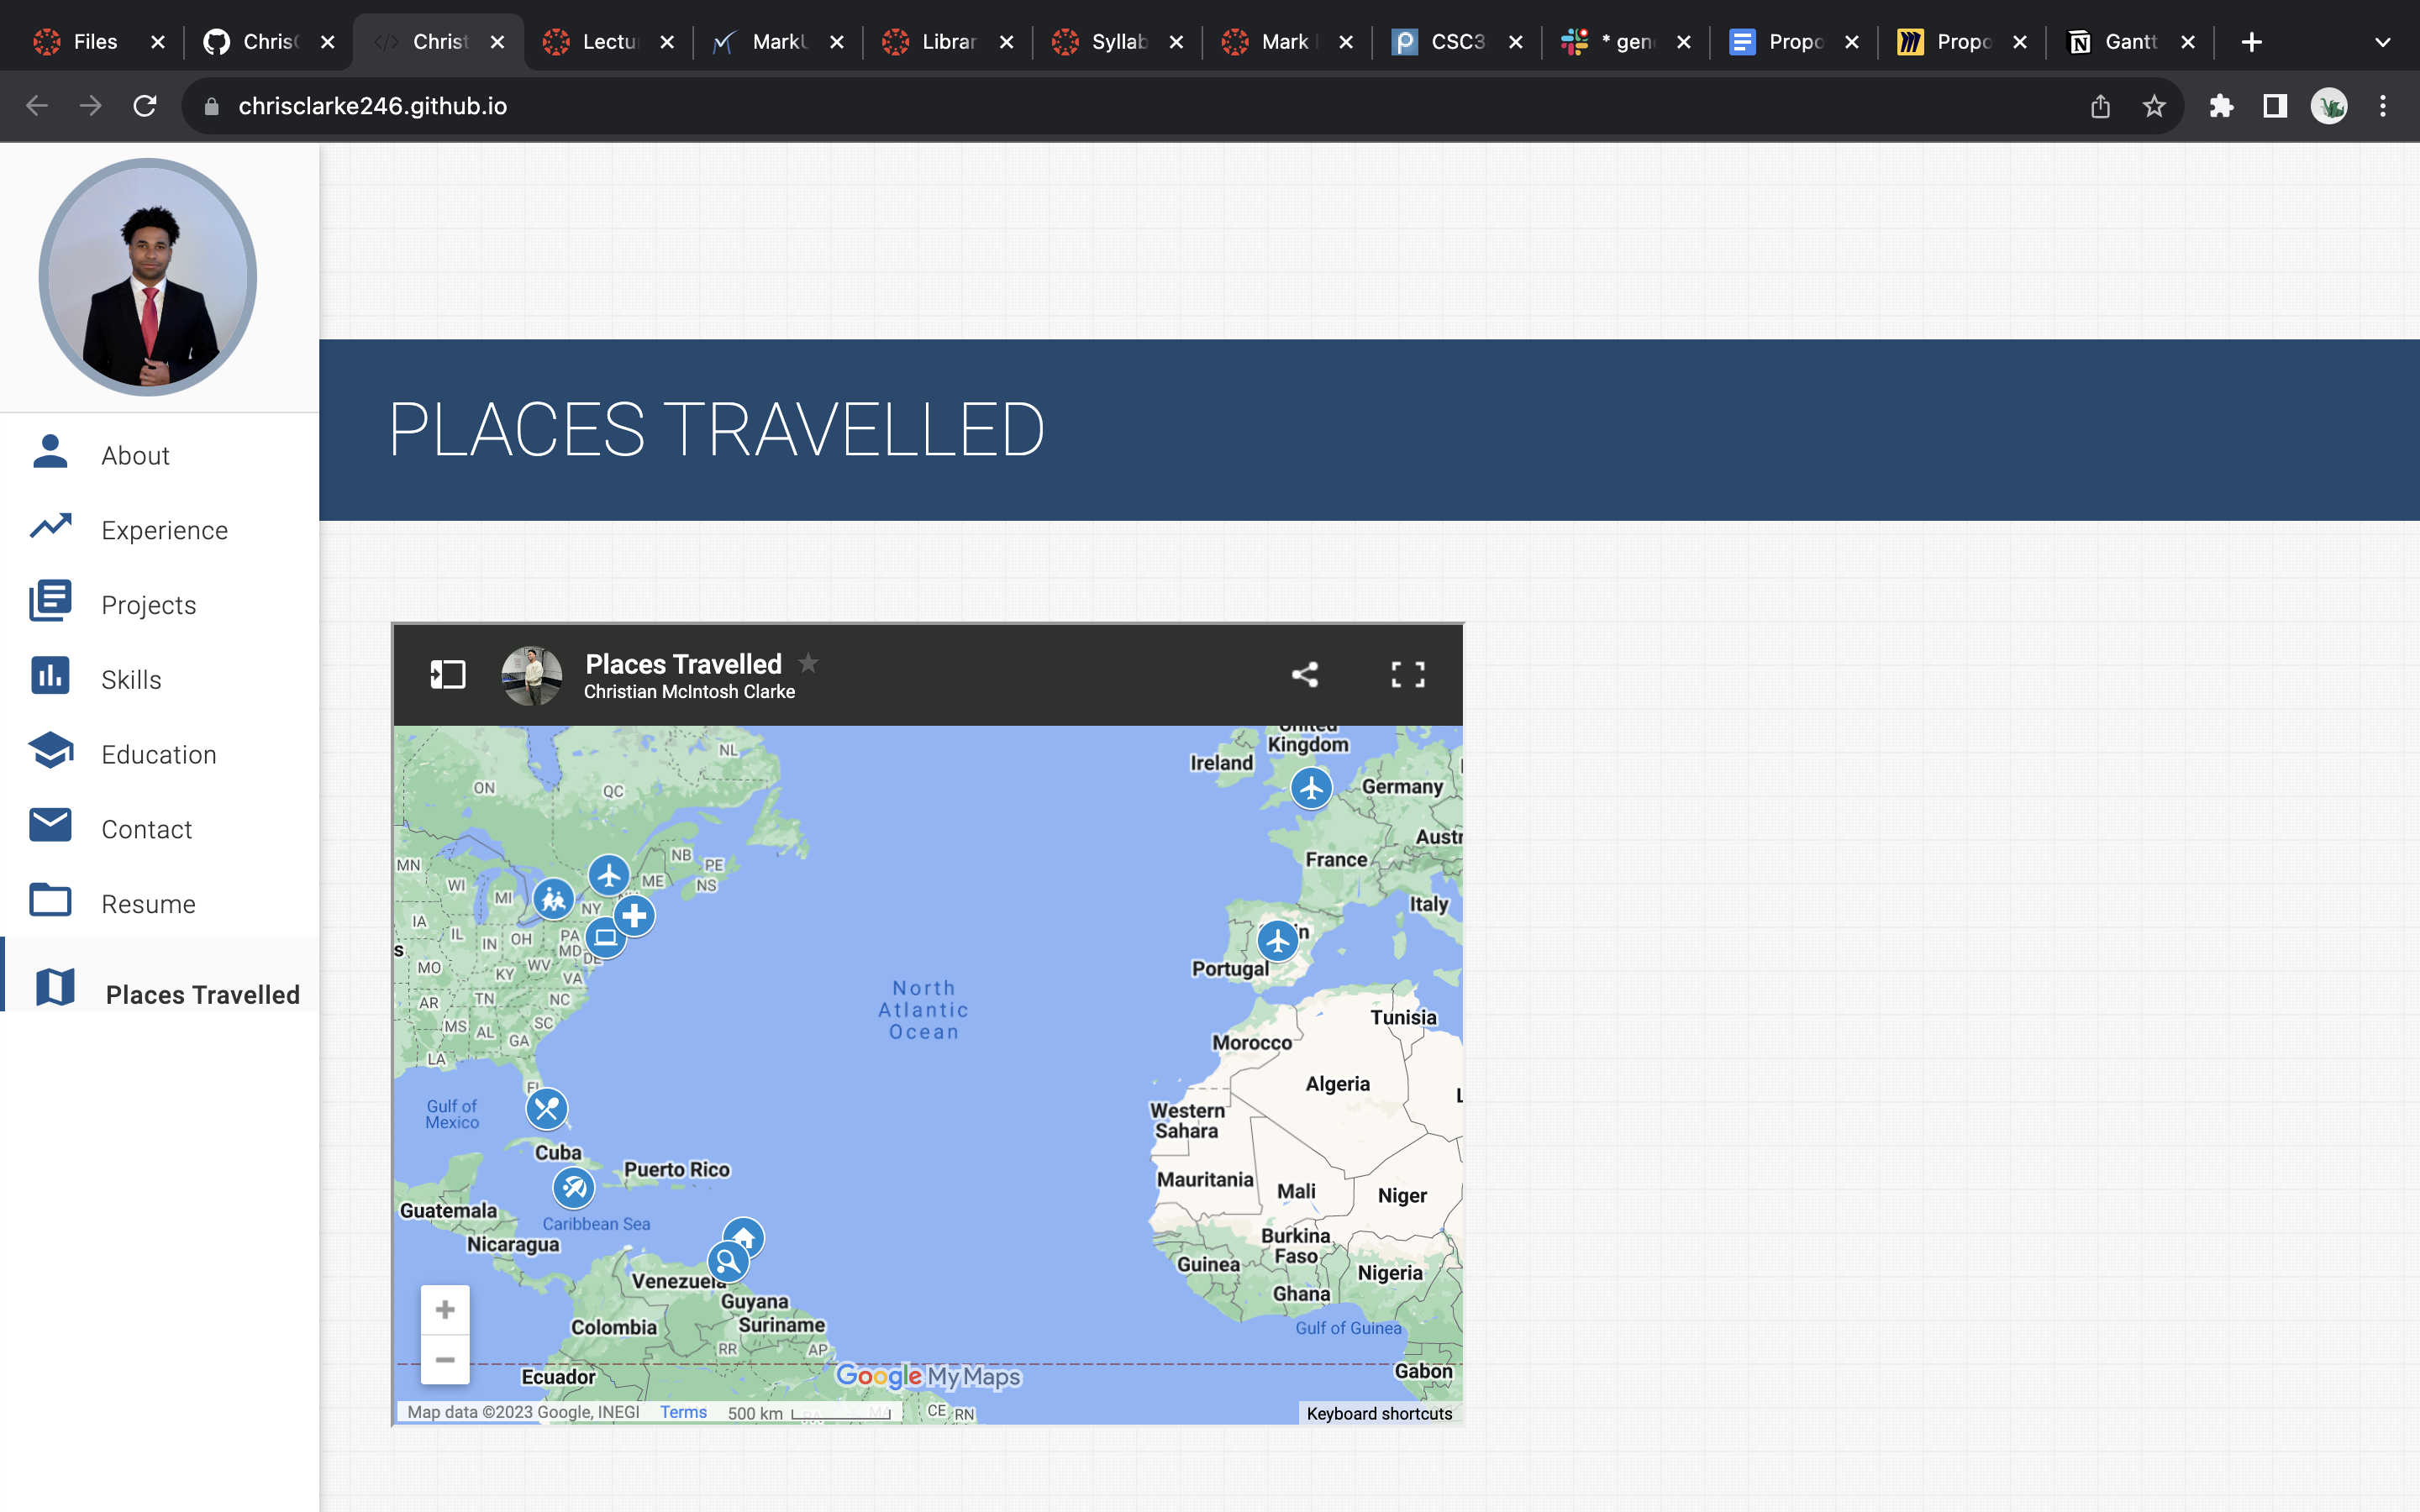 Files
Chris
Christ
Lectu
MarkU
Librar
Syllab
Mark
CSC3
* gen
Propo
Propo
Gantt
chrisclarke246.github.io
About
Experience
Projects
Skills
Education
Contact
Resume
Places Travelled
PLACES TRAVELLED
Places Travelled
Christian McIntosh Clarke
United
Kingdom
Ireland
Germany
NL
ON
QC
Austr
France
NB
PE
MN
ME
NS
WI
MI
NY
Italy
IA
IL
IN
OH
PA
MD
DE
s
in
MO
KY
WV
VA
Portugal
AR
TN
NC
North
Atlantic
Ocean
MS
AL
SC
GA
LA
Tunisia
Morocco
FL
Algeria
L
Gulf of
Mexico
Western
Sahara
Cuba
Puerto Rico
Mauritania
Mali
Niger
Guatemala
Caribbean Sea
Nicaragua
Burkina
Faso
Guinea
Nigeria
Venezuela
Guyana
Ghana
Suriname
Colombia
Gulf of Guinea
RR
AP
Ecuador
Google My Maps
Gabon
Map data ©2023 Google, INEGI Terms 500 km
PA
MA
CE
RN
Keyboard shortcuts